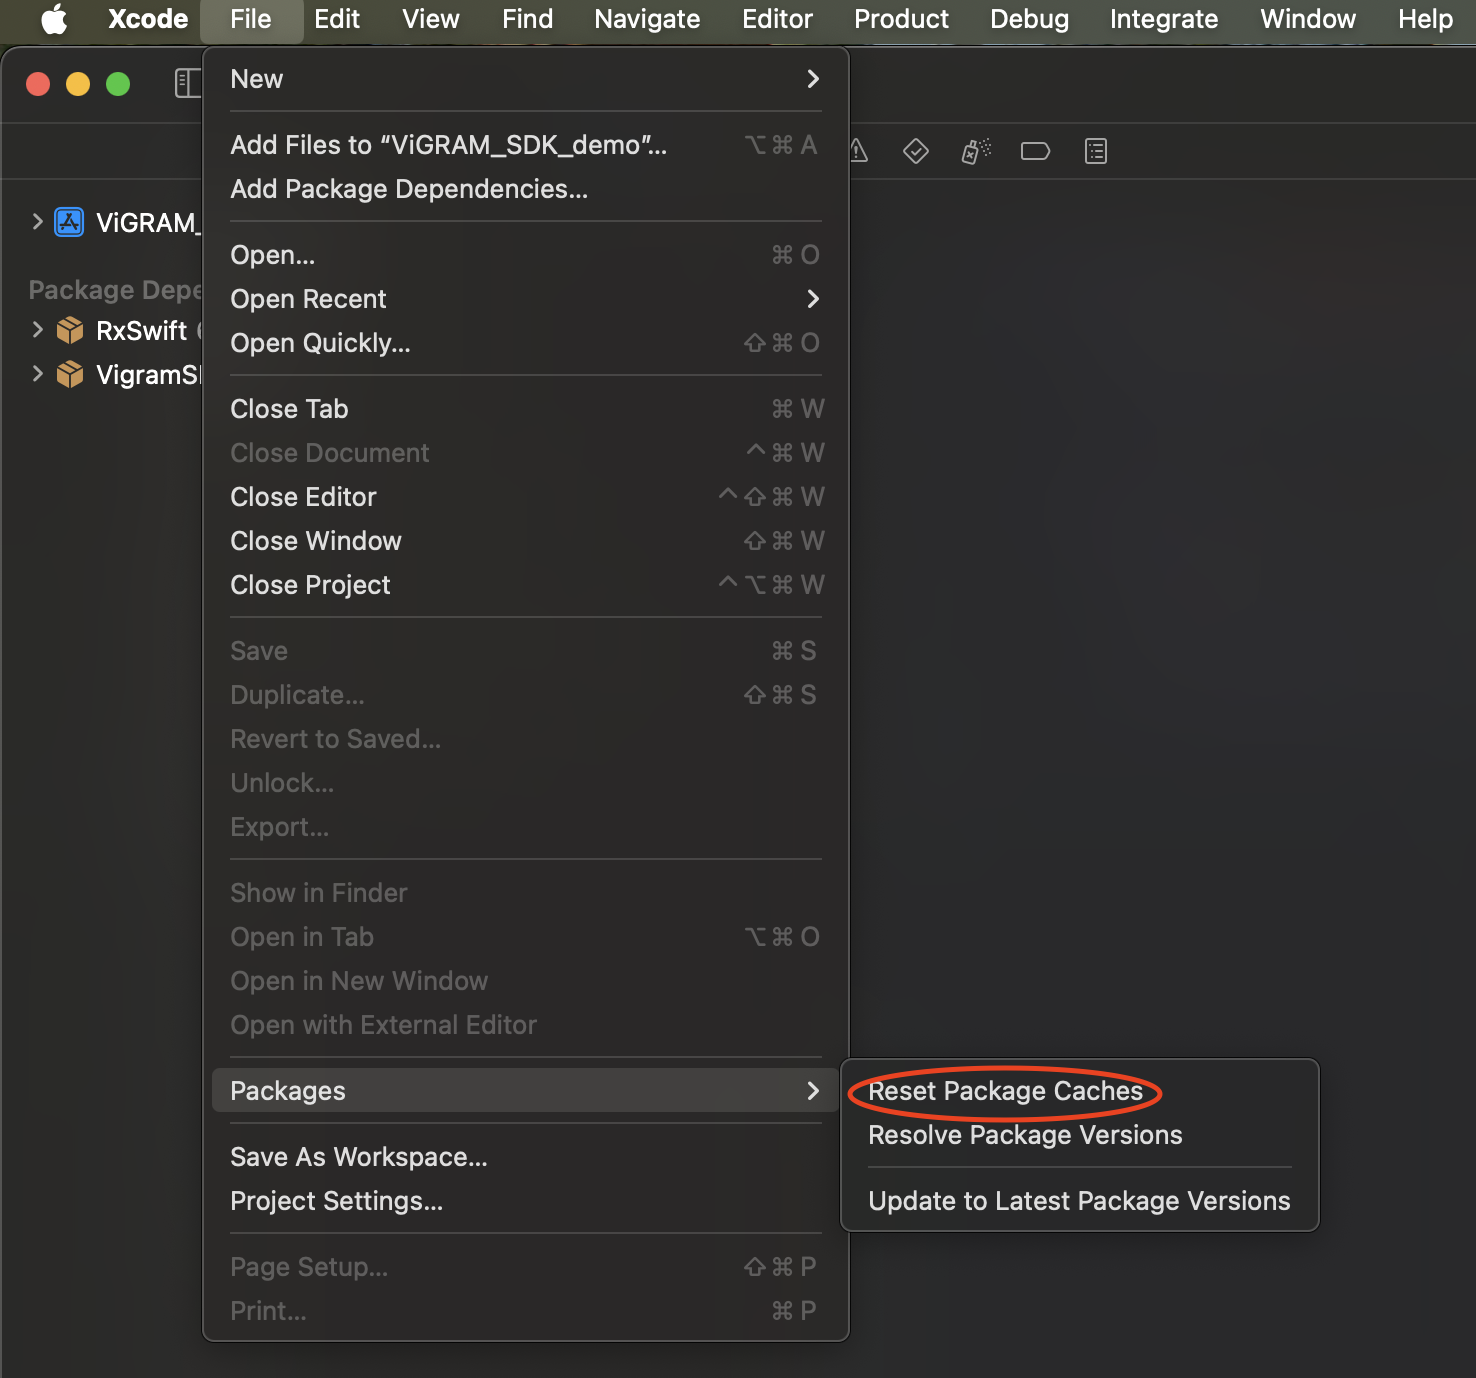 Xcode File Edit View Find Navigate Editor Product Debug Integrate Window Help
New
Add Files to “ViGRAM_SDK_demo”... ⌥⌘A
Add Package Dependencies...
ViGRAM_
Open... ⌘O
Package Depe
Open Recent
RxSwift
Open Quickly... ⇧⌘O
VigramS
Close Tab ⌘W
Close Document ^⌘W
Close Editor ^⇧⌘W
Close Window ⇧⌘W
Close Project ^⌥⌘W
Save ⌘S
Duplicate... ⇧⌘S
Revert to Saved...
Unlock...
Export...
Show in Finder
Open in Tab ⌥⌘O
Open in New Window
Open with External Editor
Packages
Reset Package Caches
Resolve Package Versions
Save As Workspace...
Project Settings...
Update to Latest Package Versions
Page Setup... ⇧⌘P
Print... ⌘P